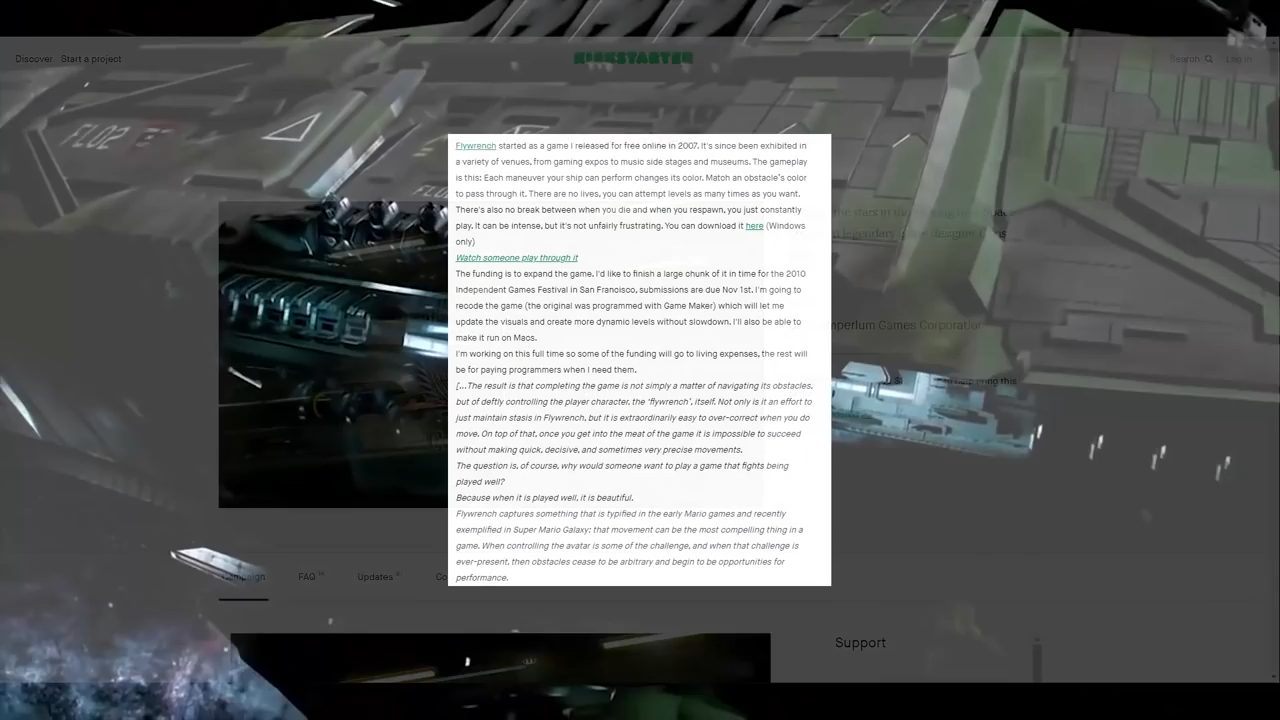 Discover Start a project KICKSTARTER Search Log in
FL02
Flywrench started as a game I released for free online in 2007. It's since been exhibited in
a variety of venues, from gaming expos to music side stages and museums. The gameplay
is this: Each maneuver your ship can perform changes its color. Match an obstacle's color
to pass through it. There are no lives, you can attempt levels as many times as you want.
There's also no break between when you die and when you respawn, you just constantly
play. It can be intense, but it's not unfairly frustrating. You can download it here (Windows
only)
Watch someone play through it
The funding is to expand the game. I'd like to finish a large chunk of it in time for the 2010
Independent Games Festival in San Francisco, submissions are due Nov 1st. I'm going to
recode the game (the original was programmed with Game Maker) which will let me
update the visuals and create more dynamic levels without slowdown. I'll also be able to
make it run on Macs.
I'm working on this full time so some of the funding will go to living expenses, the rest will
be for paying programmers when I need them.
[...The result is that completing the game is not simply a matter of navigating its obstacles,
but of deftly controlling the player character, the 'flywrench', itself. Not only is it an effort to
just maintain stasis in Flywrench, but it is extraordinarily easy to over-correct when you do
move. On top of that, once you get into the meat of the game it is impossible to succeed
without making quick, decisive, and sometimes very precise movements.
The question is, of course, why would someone want to play a game that fights being
played well?
Because when it is played well, it is beautiful.
Flywrench captures something that is typified in the early Mario games and recently
exemplified in Super Mario Galaxy: that movement can be the most compelling thing in a
game. When controlling the avatar is some of the challenge, and when that challenge is
ever-present, then obstacles cease to be arbitrary and begin to be opportunities for
performance.
the stars in
legendary
Imperium Games Corporation
this
Campaign FAQ Updates Co
Support